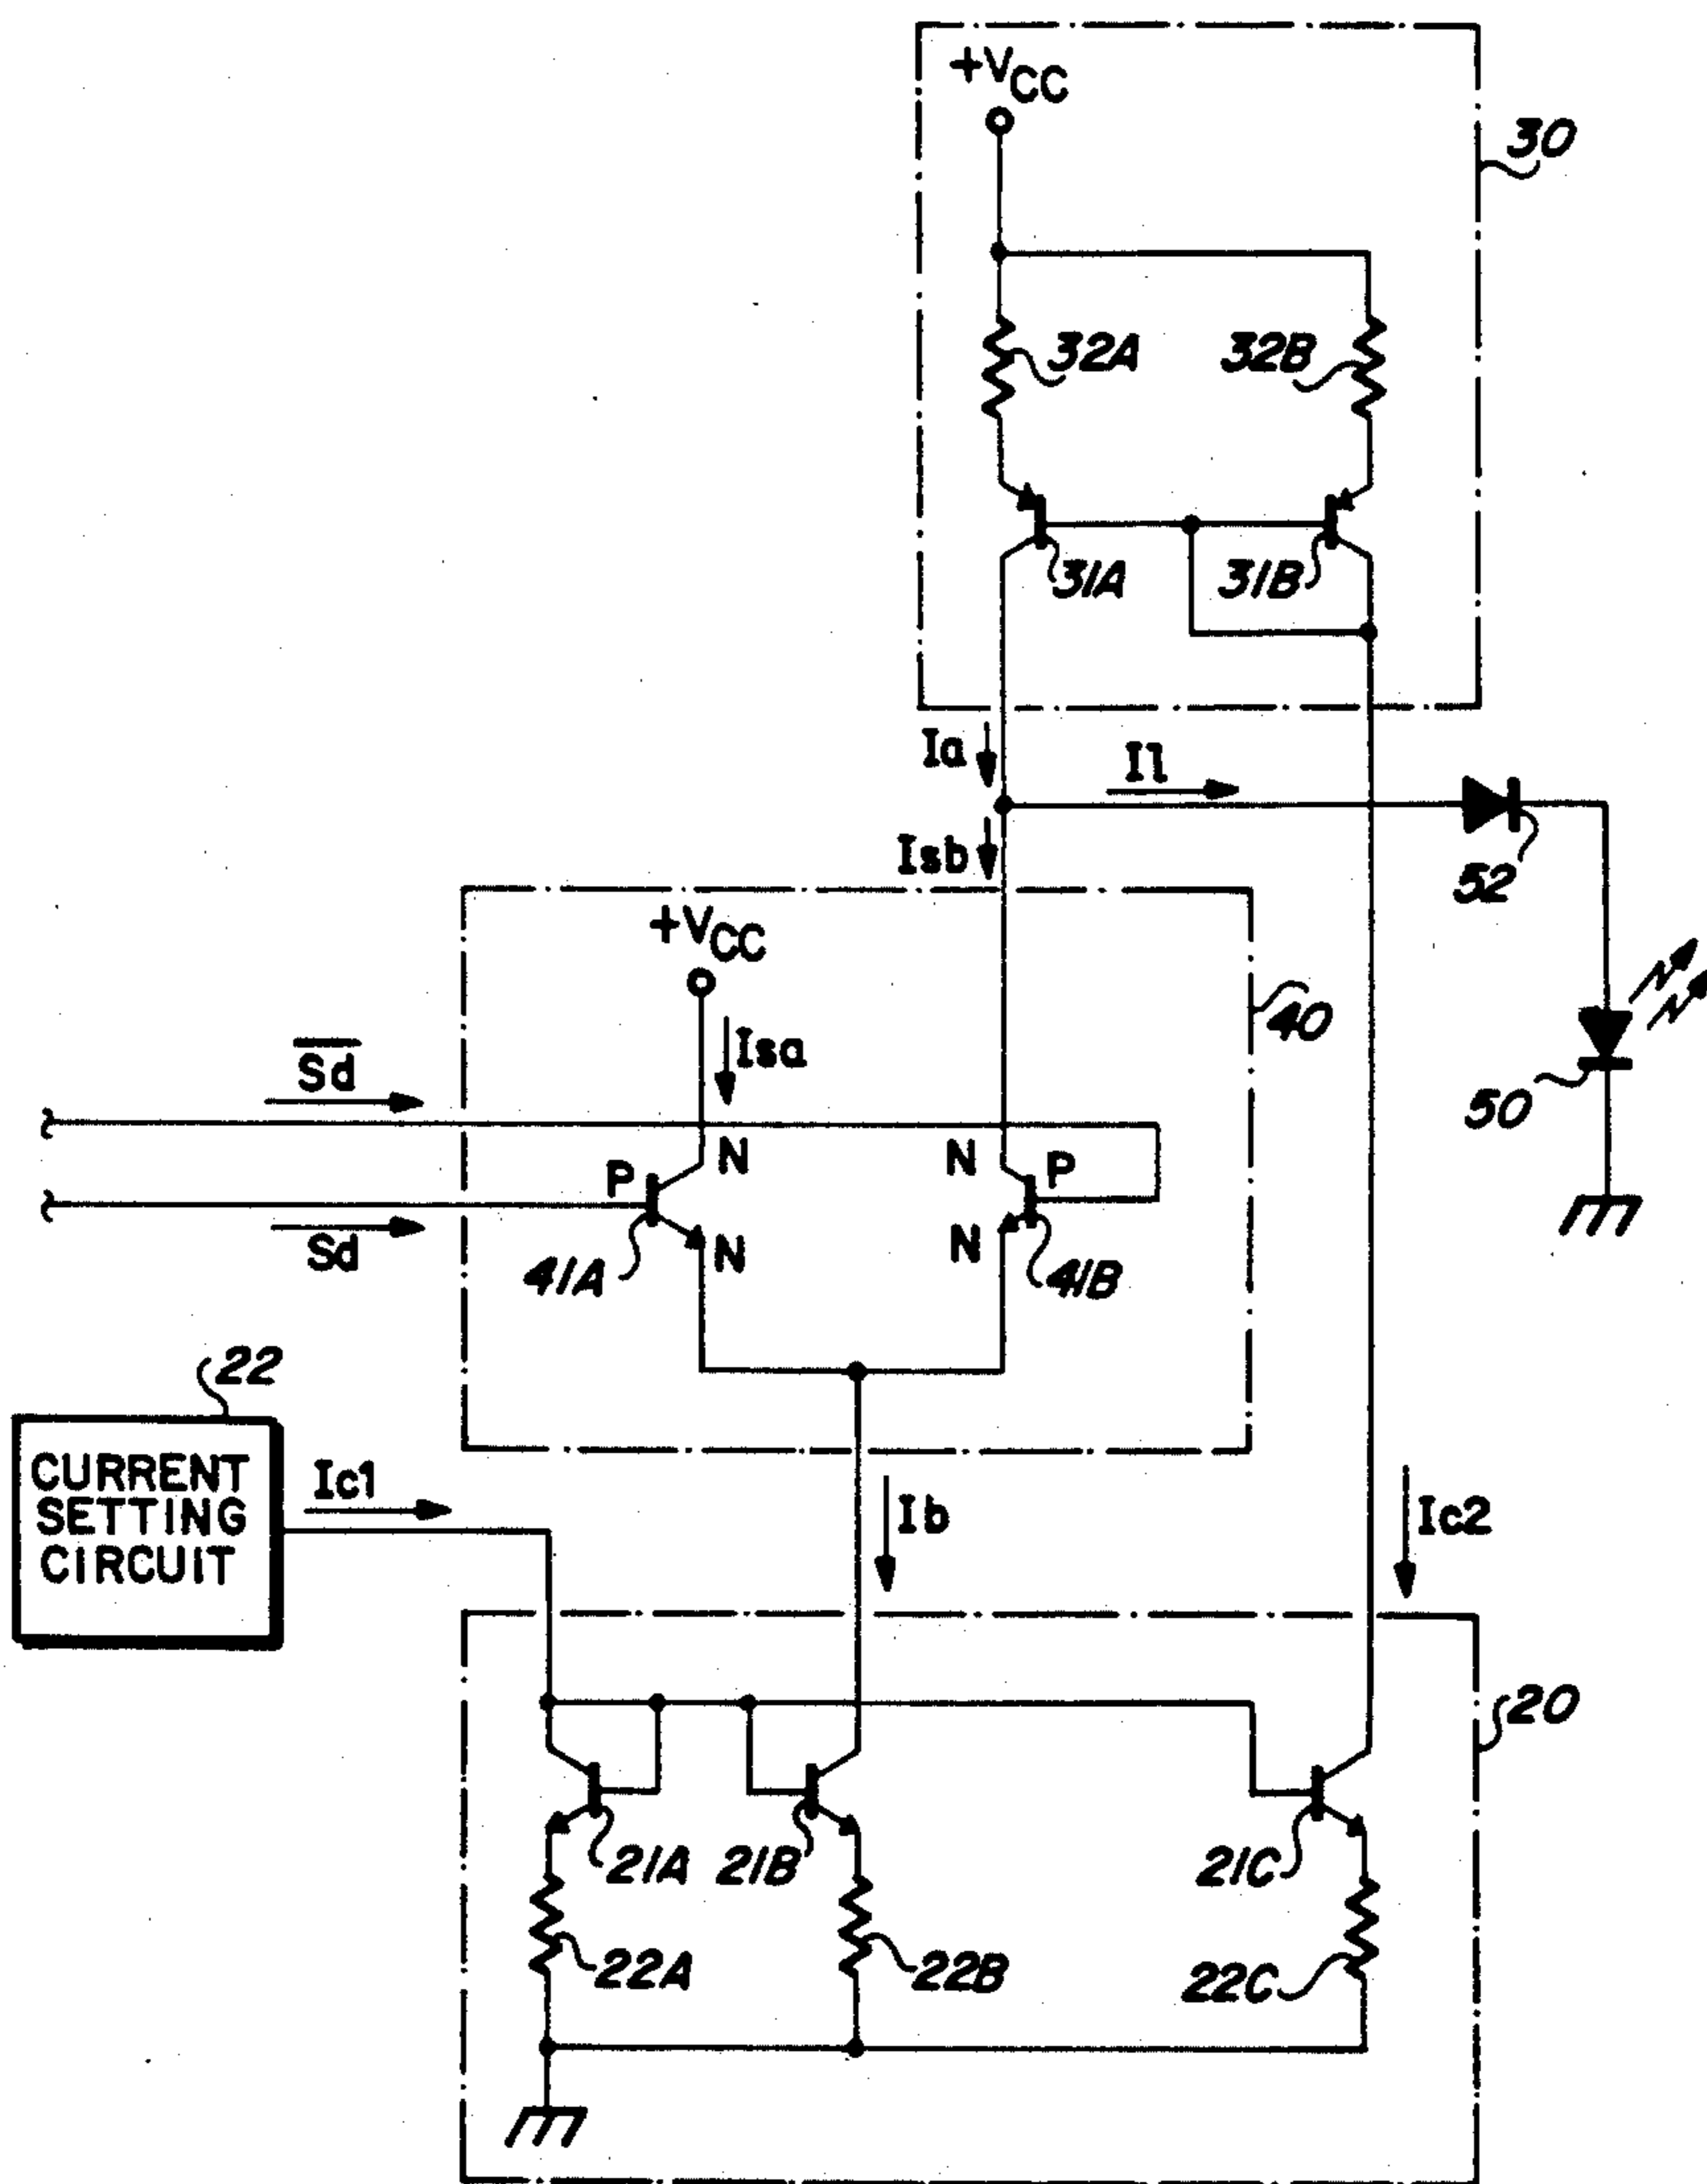 +VCC
30
32A
32B
31A
31B
Ia
Il
Isb
52
+VCC
40
Isa
S̅d̅
50
N
N
P
P
Sd
N
N
41A
41B
22
CURRENT
SETTING
CIRCUIT
Ic1
Ib
Ic2
20
21A
21B
21C
22A
22B
22C